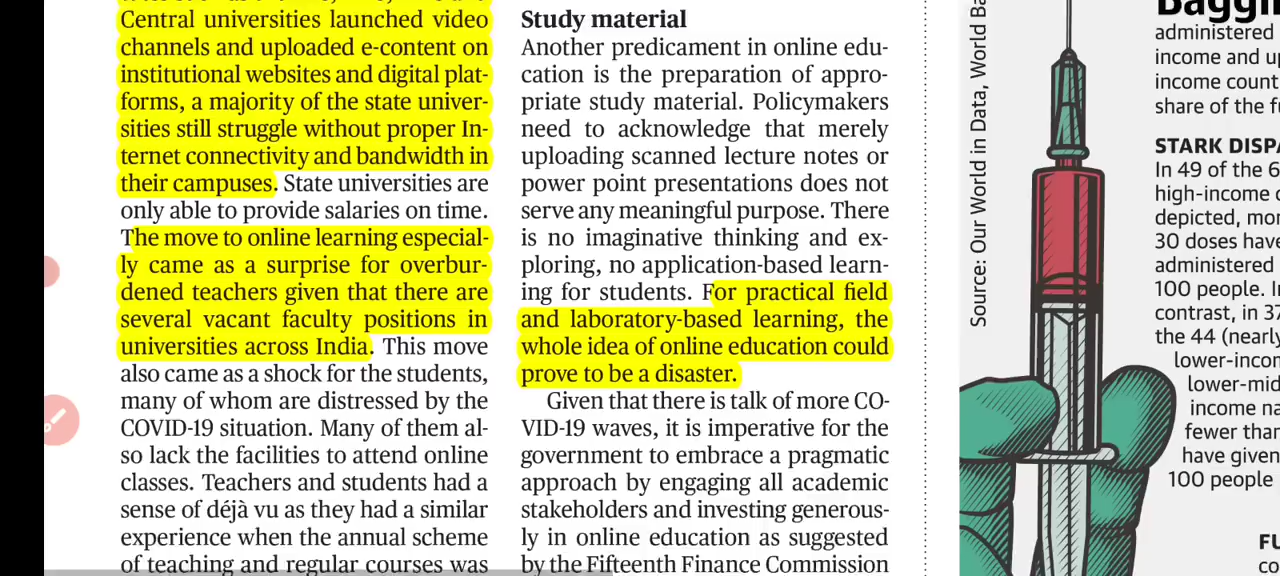 Central universities launched video
channels and uploaded e-content on
institutional websites and digital plat-
forms, a majority of the state univer-
sities still struggle without proper In-
ternet connectivity and bandwidth in
their campuses. State universities are
only able to provide salaries on time.
The move to online learning especial-
ly came as a surprise for overbur-
dened teachers given that there are
several vacant faculty positions in
universities across India. This move
also came as a shock for the students,
many of whom are distressed by the
COVID-19 situation. Many of them al-
so lack the facilities to attend online
classes. Teachers and students had a
sense of déjà vu as they had a similar
experience when the annual scheme
of teaching and regular courses was
Study material
Another predicament in online edu-
cation is the preparation of appro-
priate study material. Policymakers
need to acknowledge that merely
uploading scanned lecture notes or
power point presentations does not
serve any meaningful purpose. There
is no imaginative thinking and ex-
ploring, no application-based learn-
ing for students. For practical field
and laboratory-based learning, the
whole idea of online education could
prove to be a disaster.
Given that there is talk of more CO-
VID-19 waves, it is imperative for the
government to embrace a pragmatic
approach by engaging all academic
stakeholders and investing generous-
ly in online education as suggested
by the Fifteenth Finance Commission
Source: Our World in Data, World Ba
administered
income and up
income count
share of the f
STARK DISPA
In 49 of the 6
high-income c
depicted, mor
30 doses have
administered
100 people. I
contrast, in 37
the 44 (nearly
lower-incom
lower-mid
income na
fewer than
have given
100 people
FU
co